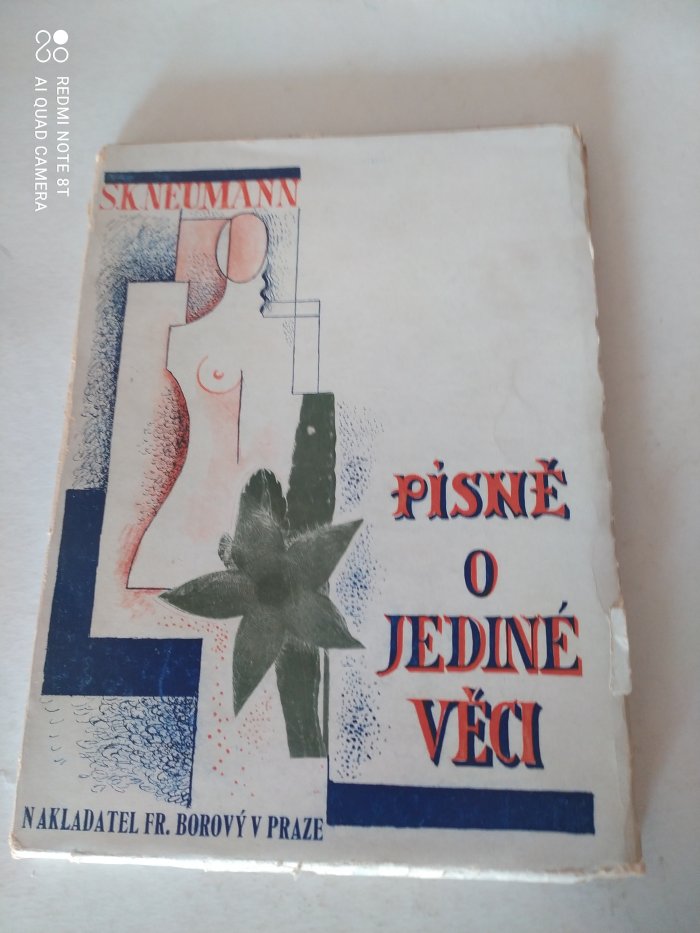 S.K.NEUMANN
PÍSNĚ
O
JEDINÉ
VĚCI
NAKLADATEL FR. BOROVÝ V PRAZE
REDMI NOTE 8T
AI QUAD CAMERA